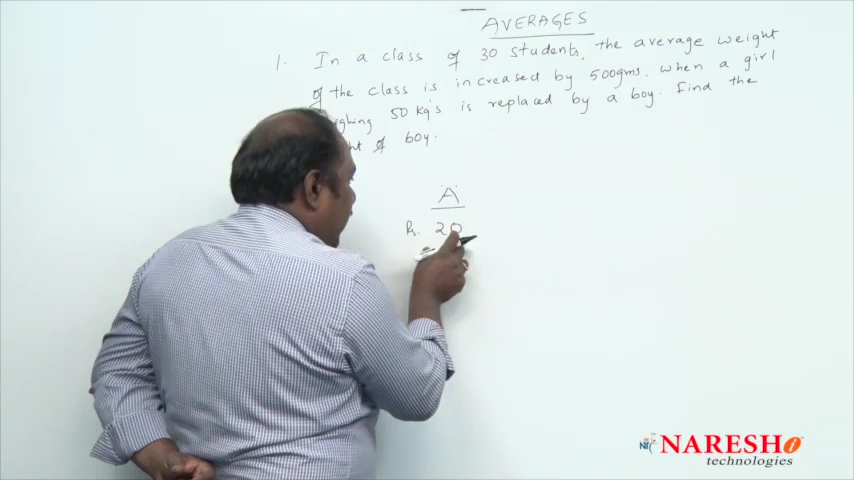 AVERAGES
1. In a class of 30 students, the average weight
of the class is increased by 500gms, when a girl
50 kg's is replaced by a boy. Find the
of boy.
A
Rs. 20
NARESH i
technologies